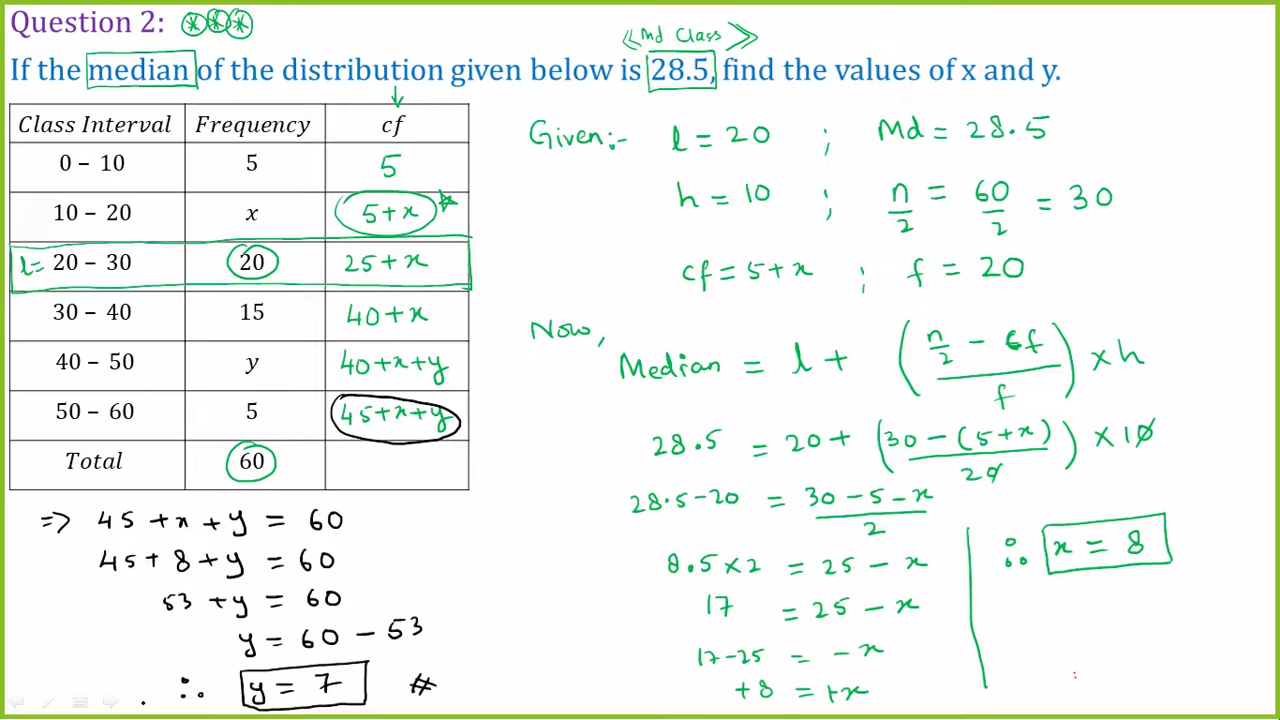 Question 2: ***
<<Md Class>>
If the median of the distribution given below is 28.5, find the values of x and y.
Class Interval Frequency cf
0 – 10 5 5
10 – 20 x 5+x *
l= 20 – 30 20 25+x
30 – 40 15 40+x
40 – 50 y 40+x+y
50 – 60 5 45+x+y
Total 60
=> 45+x+y = 60
45+8+y = 60
53+y = 60
y = 60 – 53
∴ y = 7 #
Given:- l = 20 ; Md = 28.5
h = 10 ; n/2 = 60/2 = 30
cf = 5+x ; f = 20
Now,
Median = l + ( (n/2 – cf) / f ) × h
28.5 = 20 + ( (30 – (5+x)) / 20 ) × 10
28.5-20 = (30 – 5 – x) / 2
8.5×2 = 25 – x
17 = 25 – x
17-25 = – x
+8 = +x
∴ x = 8